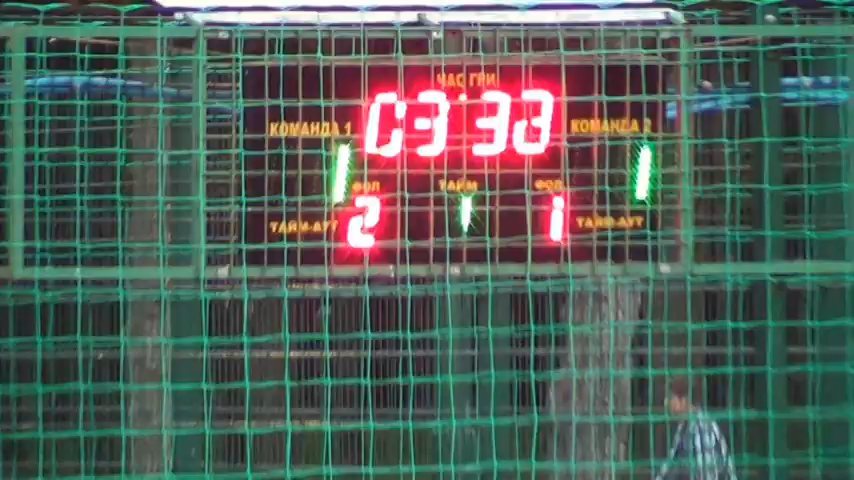 ЧАС ГРИ
КОМАНДА 1 03:33 КОМАНДА 2
1 1
ФОЛ ТАЙМ ФОЛ
ТАЙМ-АУТ 2 1 1 ТАЙМ-АУТ